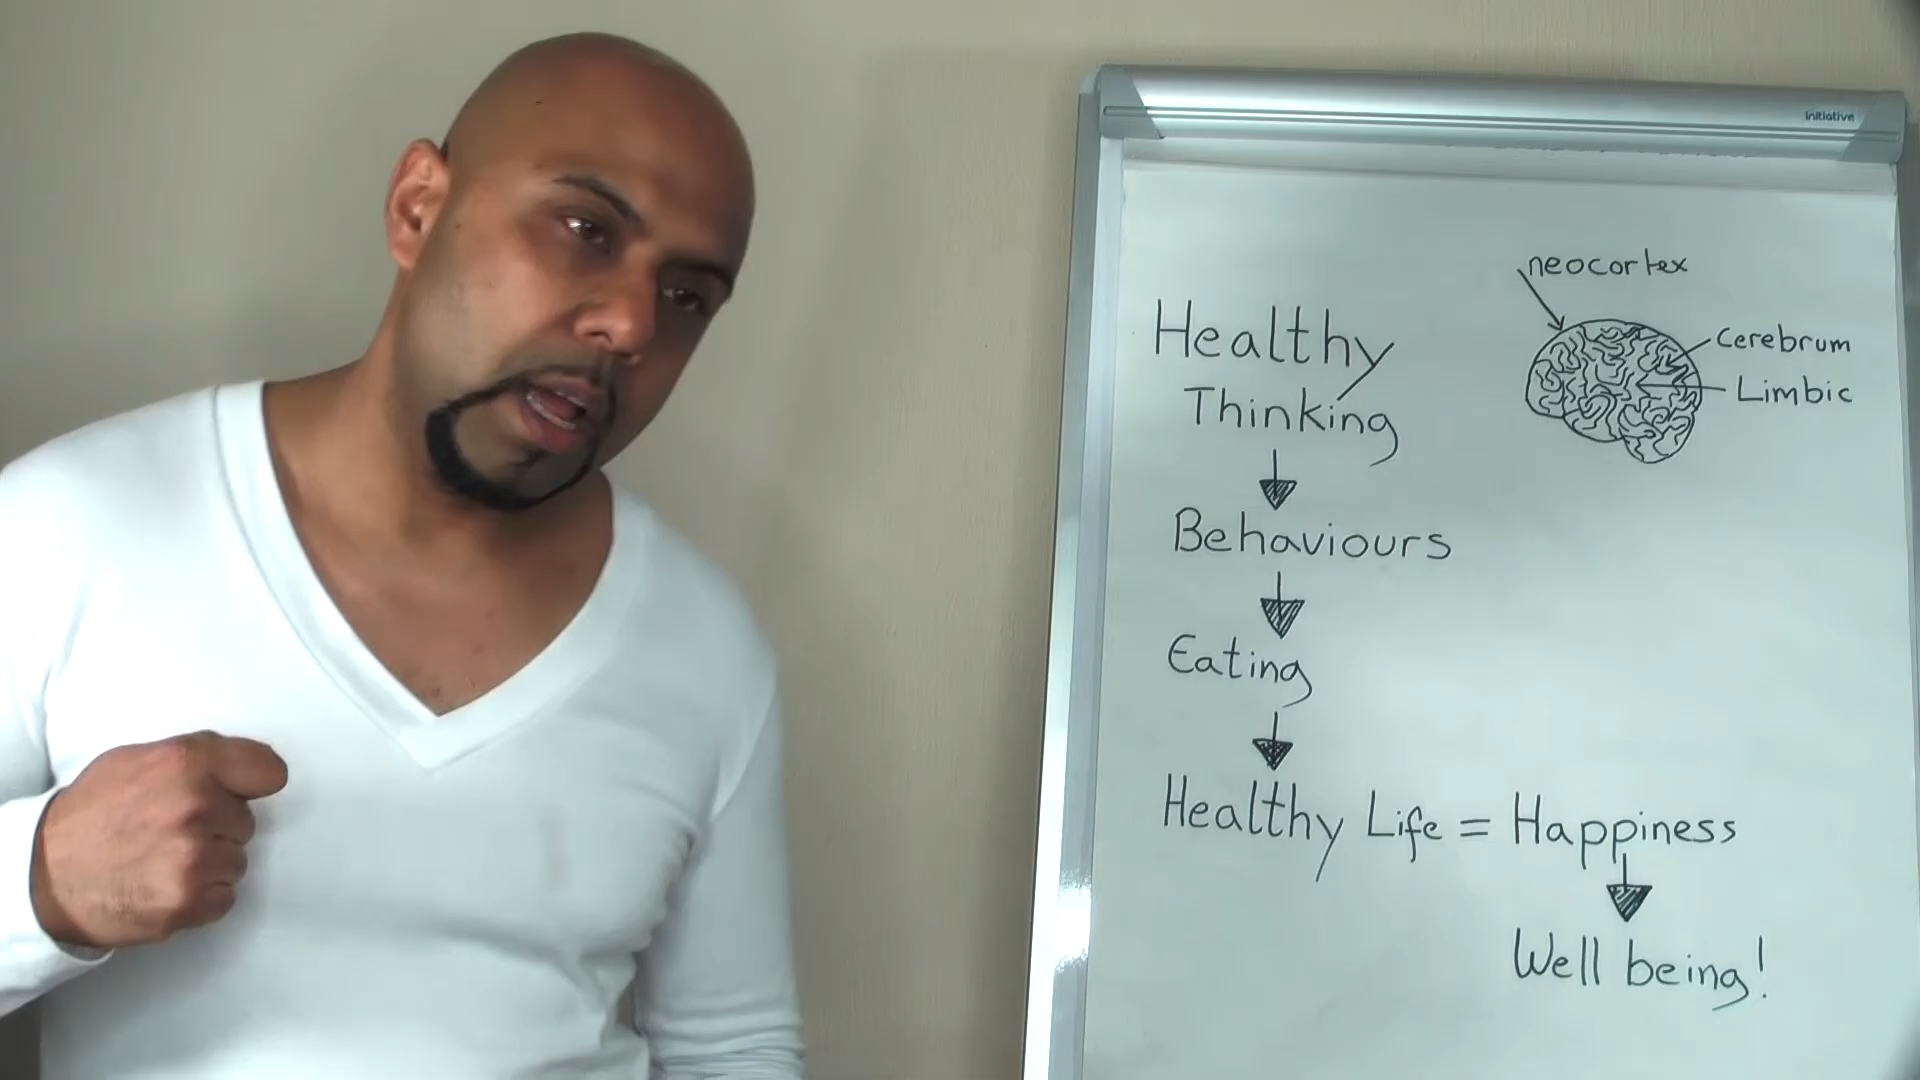 initiative
neocortex
cerebrum
Limbic
Healthy
Thinking
Behaviours
Eating
Healthy Life = Happiness
Well being!